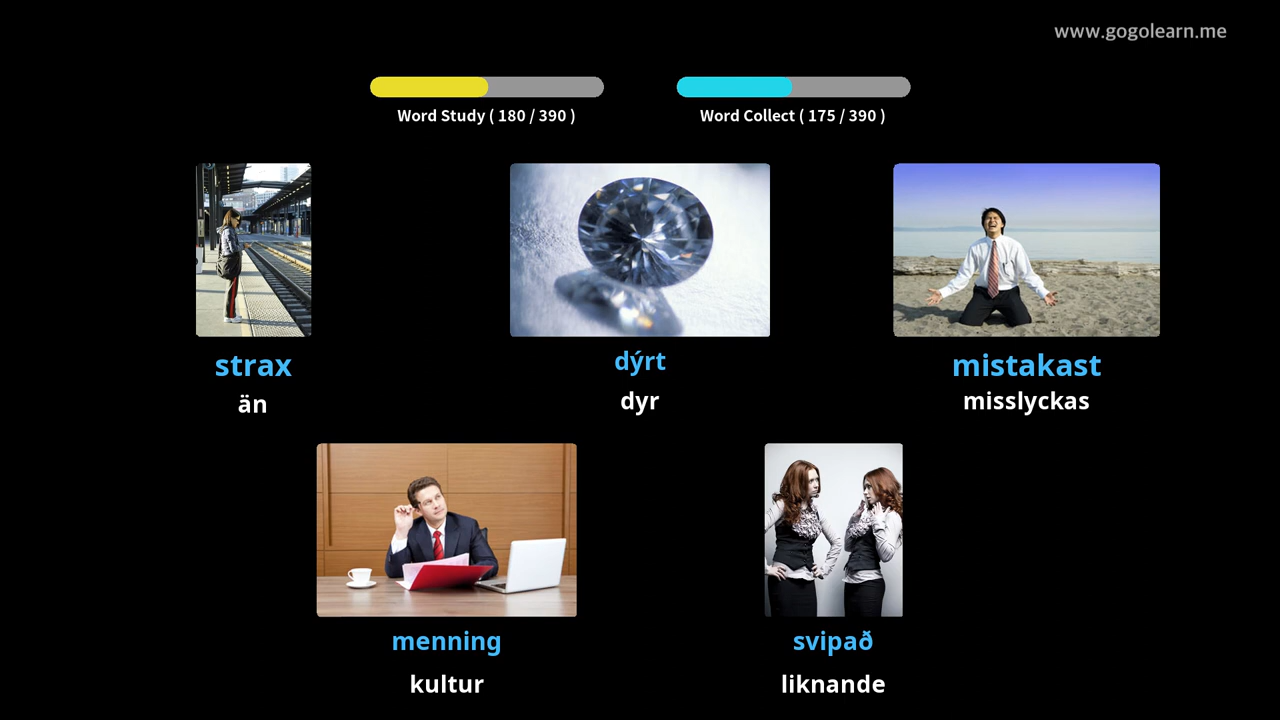 www.gogolearn.me
Word Study ( 180 / 390 )
Word Collect ( 175 / 390 )
strax
än
dýrt
dyr
mistakast
misslyckas
menning
kultur
svipað
liknande